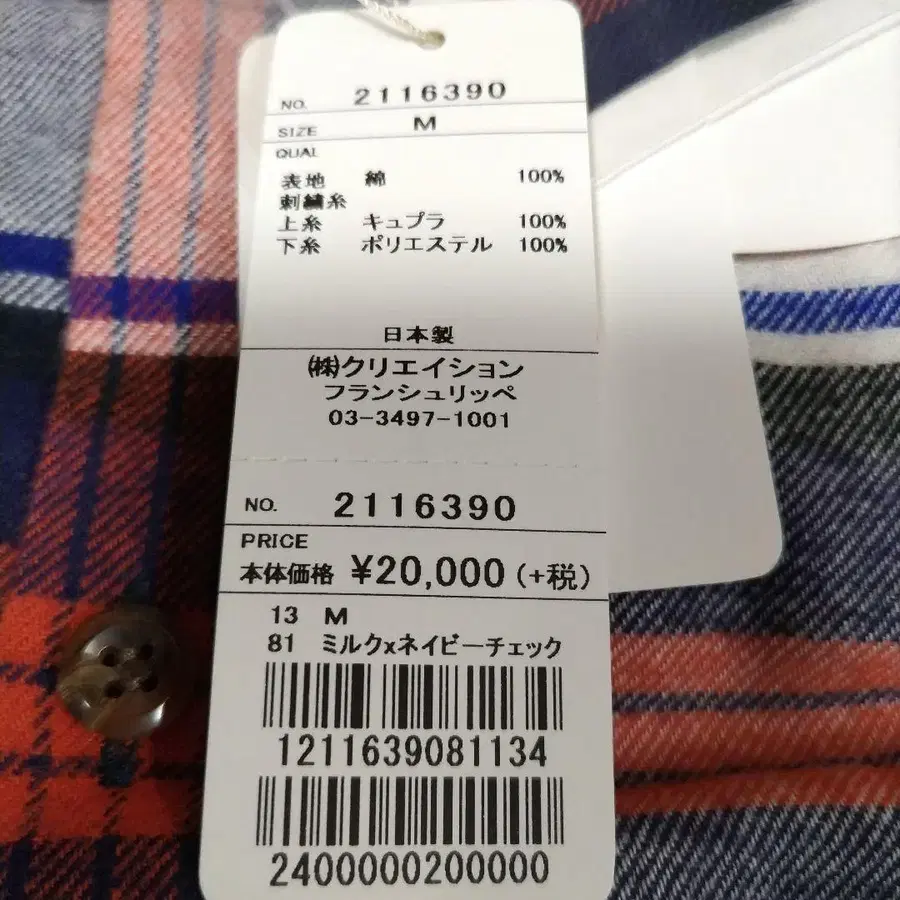 NO. 2116390
SIZE M
QUAL
表地 綿 100%
刺繍糸
上糸 キュプラ 100%
下糸 ポリエステル 100%
日本製
㈱クリエイション
フランシュリッペ
03-3497-1001
NO. 2116390
PRICE
本体価格 ¥20,000(+税)
13 M
81 ミルクxネイビーチェック
1211639081134
2400000200000